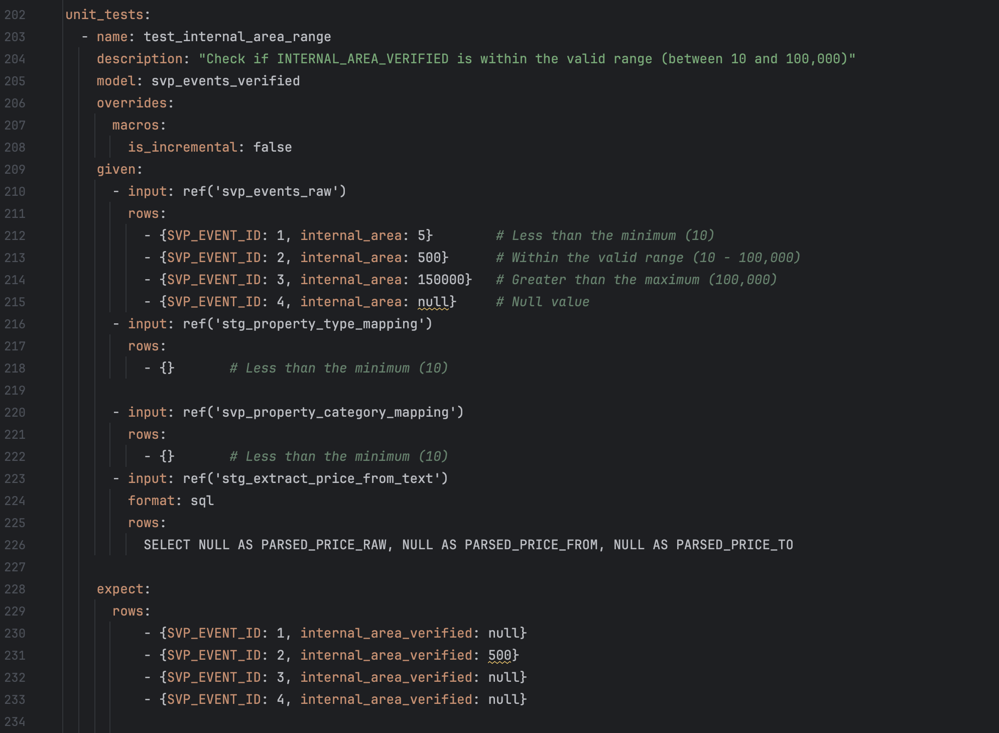 202 unit_tests:
203   - name: test_internal_area_range
204     description: "Check if INTERNAL_AREA_VERIFIED is within the valid range (between 10 and 100,000)"
205     model: svp_events_verified
206     overrides:
207       macros:
208         is_incremental: false
209     given:
210       - input: ref('svp_events_raw')
211         rows:
212           - {SVP_EVENT_ID: 1, internal_area: 5}        # Less than the minimum (10)
213           - {SVP_EVENT_ID: 2, internal_area: 500}      # Within the valid range (10 - 100,000)
214           - {SVP_EVENT_ID: 3, internal_area: 150000}   # Greater than the maximum (100,000)
215           - {SVP_EVENT_ID: 4, internal_area: null}     # Null value
216       - input: ref('stg_property_type_mapping')
217         rows:
218           - {}       # Less than the minimum (10)
219
220       - input: ref('svp_property_category_mapping')
221         rows:
222           - {}       # Less than the minimum (10)
223       - input: ref('stg_extract_price_from_text')
224         format: sql
225         rows:
226           SELECT NULL AS PARSED_PRICE_RAW, NULL AS PARSED_PRICE_FROM, NULL AS PARSED_PRICE_TO
227
228     expect:
229       rows:
230           - {SVP_EVENT_ID: 1, internal_area_verified: null}
231           - {SVP_EVENT_ID: 2, internal_area_verified: 500}
232           - {SVP_EVENT_ID: 3, internal_area_verified: null}
233           - {SVP_EVENT_ID: 4, internal_area_verified: null}
234